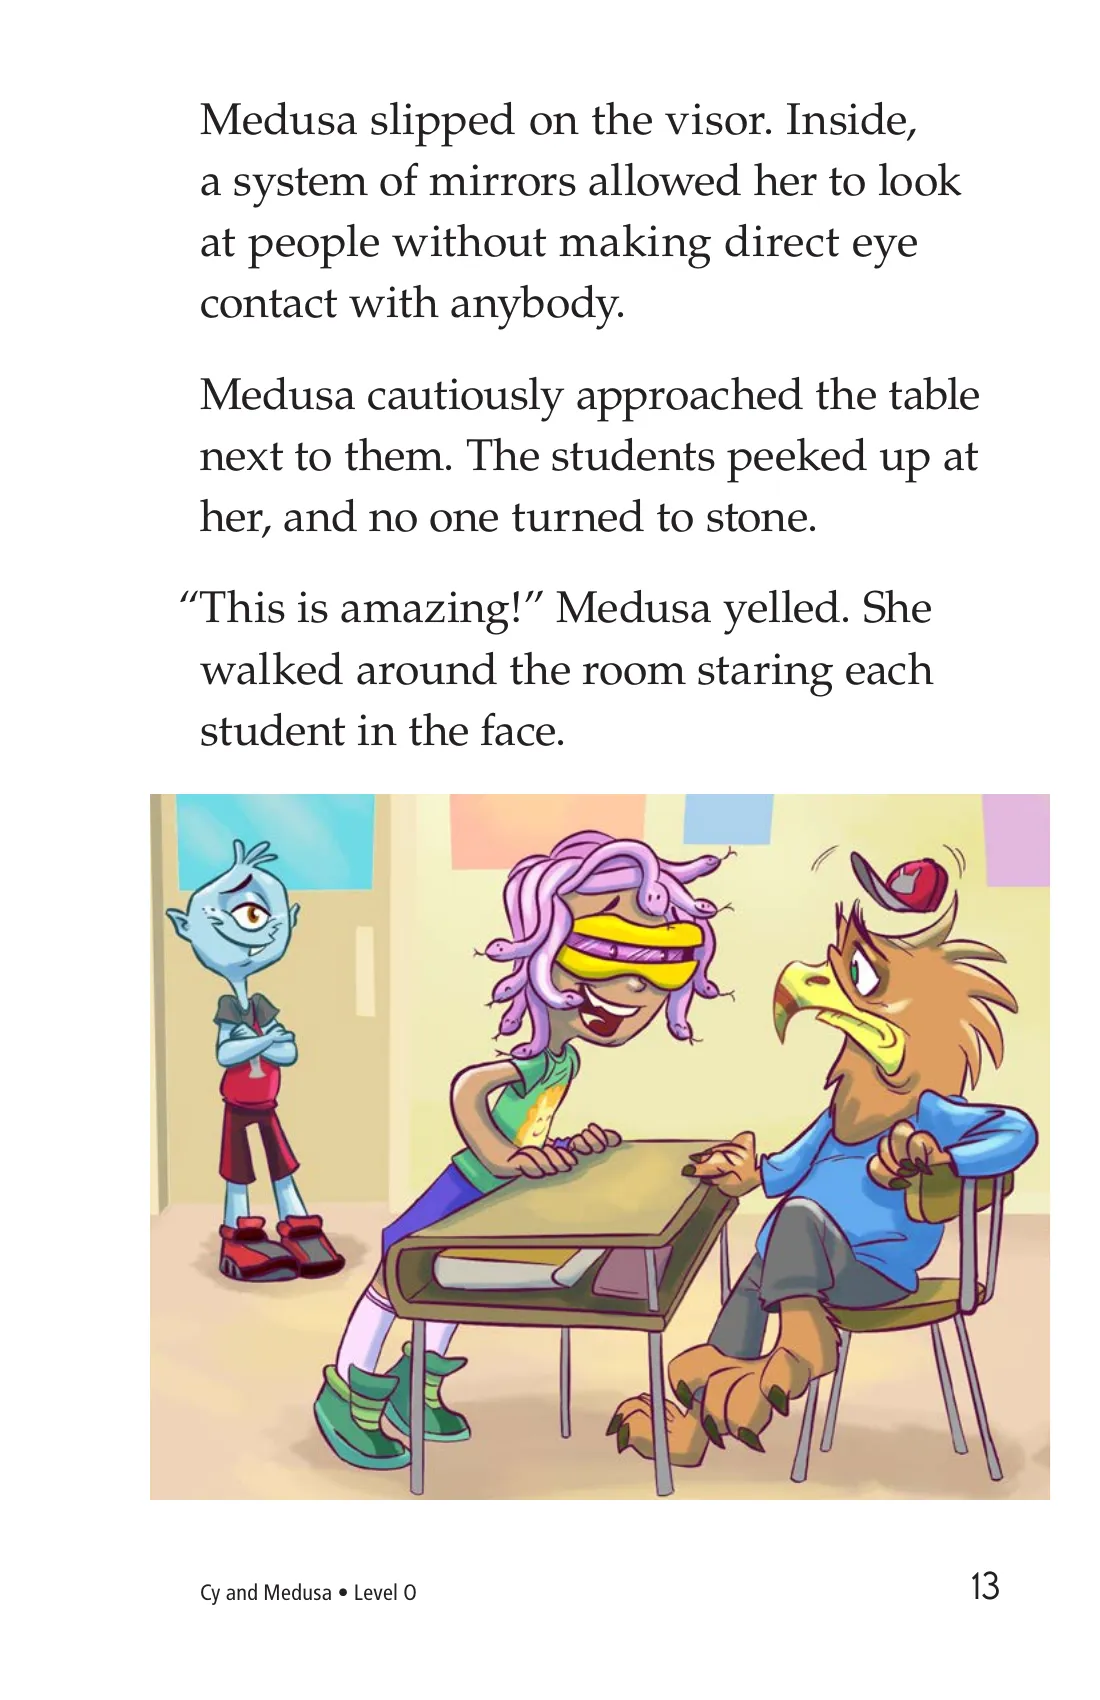 Medusa slipped on the visor. Inside,
a system of mirrors allowed her to look
at people without making direct eye
contact with anybody.
Medusa cautiously approached the table
next to them. The students peeked up at
her, and no one turned to stone.
“This is amazing!” Medusa yelled. She
walked around the room staring each
student in the face.
Cy and Medusa • Level O
13